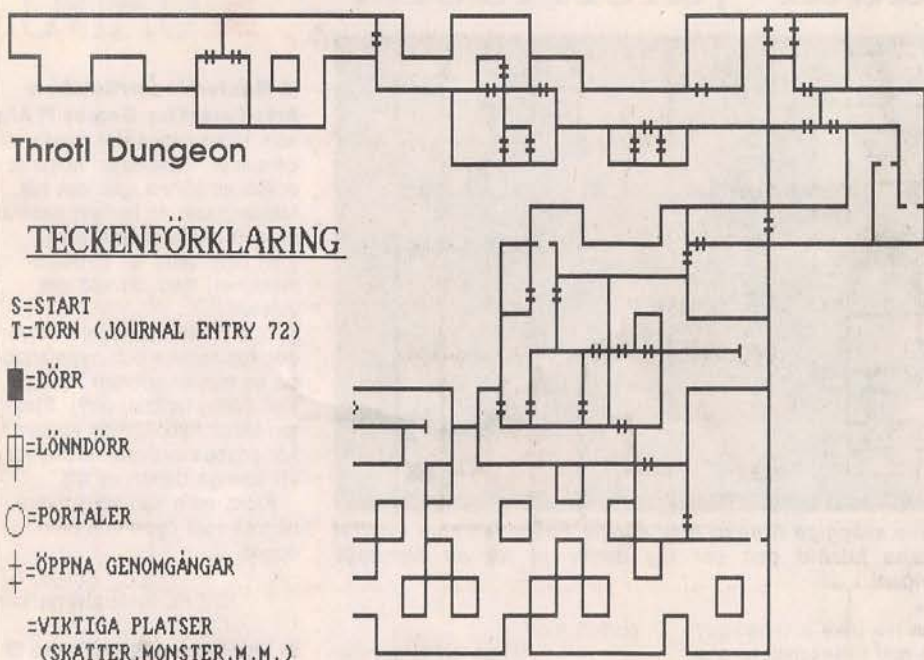 Throtl Dungeon
TECKENFÖRKLARING
S=START
T=TORN (JOURNAL ENTRY 72)
=DÖRR
=LÖNNDÖRR
=PORTALER
=ÖPPNA GENOMGÅNGAR
=VIKTIGA PLATSER
(SKATTER,MONSTER,M.M.)